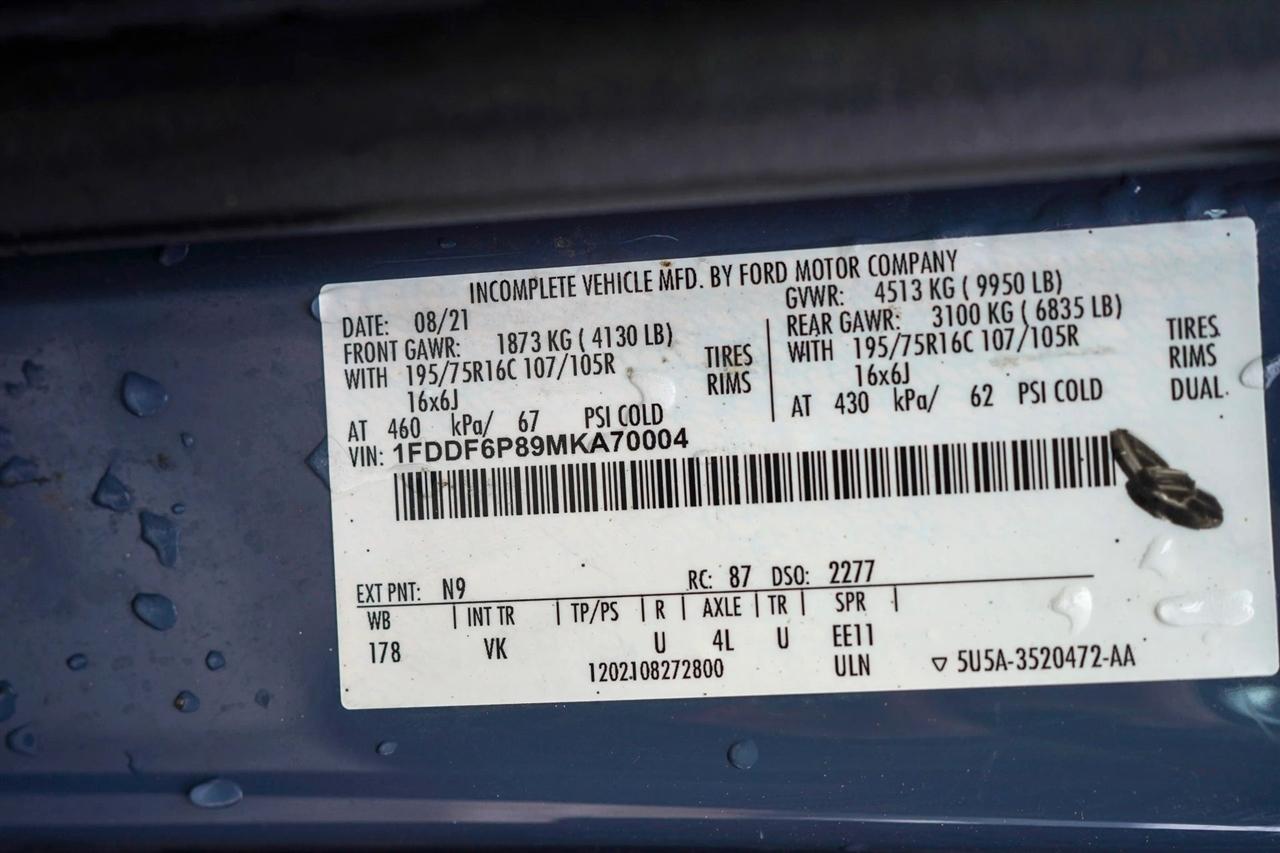 INCOMPLETE VEHICLE MFD. BY FORD MOTOR COMPANY
DATE: 08/21
FRONT GAWR: 1873 KG ( 4130 LB)
WITH 195/75R16C 107/105R TIRES
16x6J RIMS
AT 460 kPa/ 67 PSI COLD
GVWR: 4513 KG ( 9950 LB)
REAR GAWR: 3100 KG ( 6835 LB)
WITH 195/75R16C 107/105R TIRES
16x6J RIMS
AT 430 kPa/ 62 PSI COLD DUAL
VIN: 1FDDF6P89MKA70004
EXT PNT: N9 RC: 87 DSO: 2277
WB | INT TR | TP/PS | R | AXLE | TR | SPR |
178 VK U 4L U EE11
1202108272800 ULN ▽ 5U5A-3520472-AA